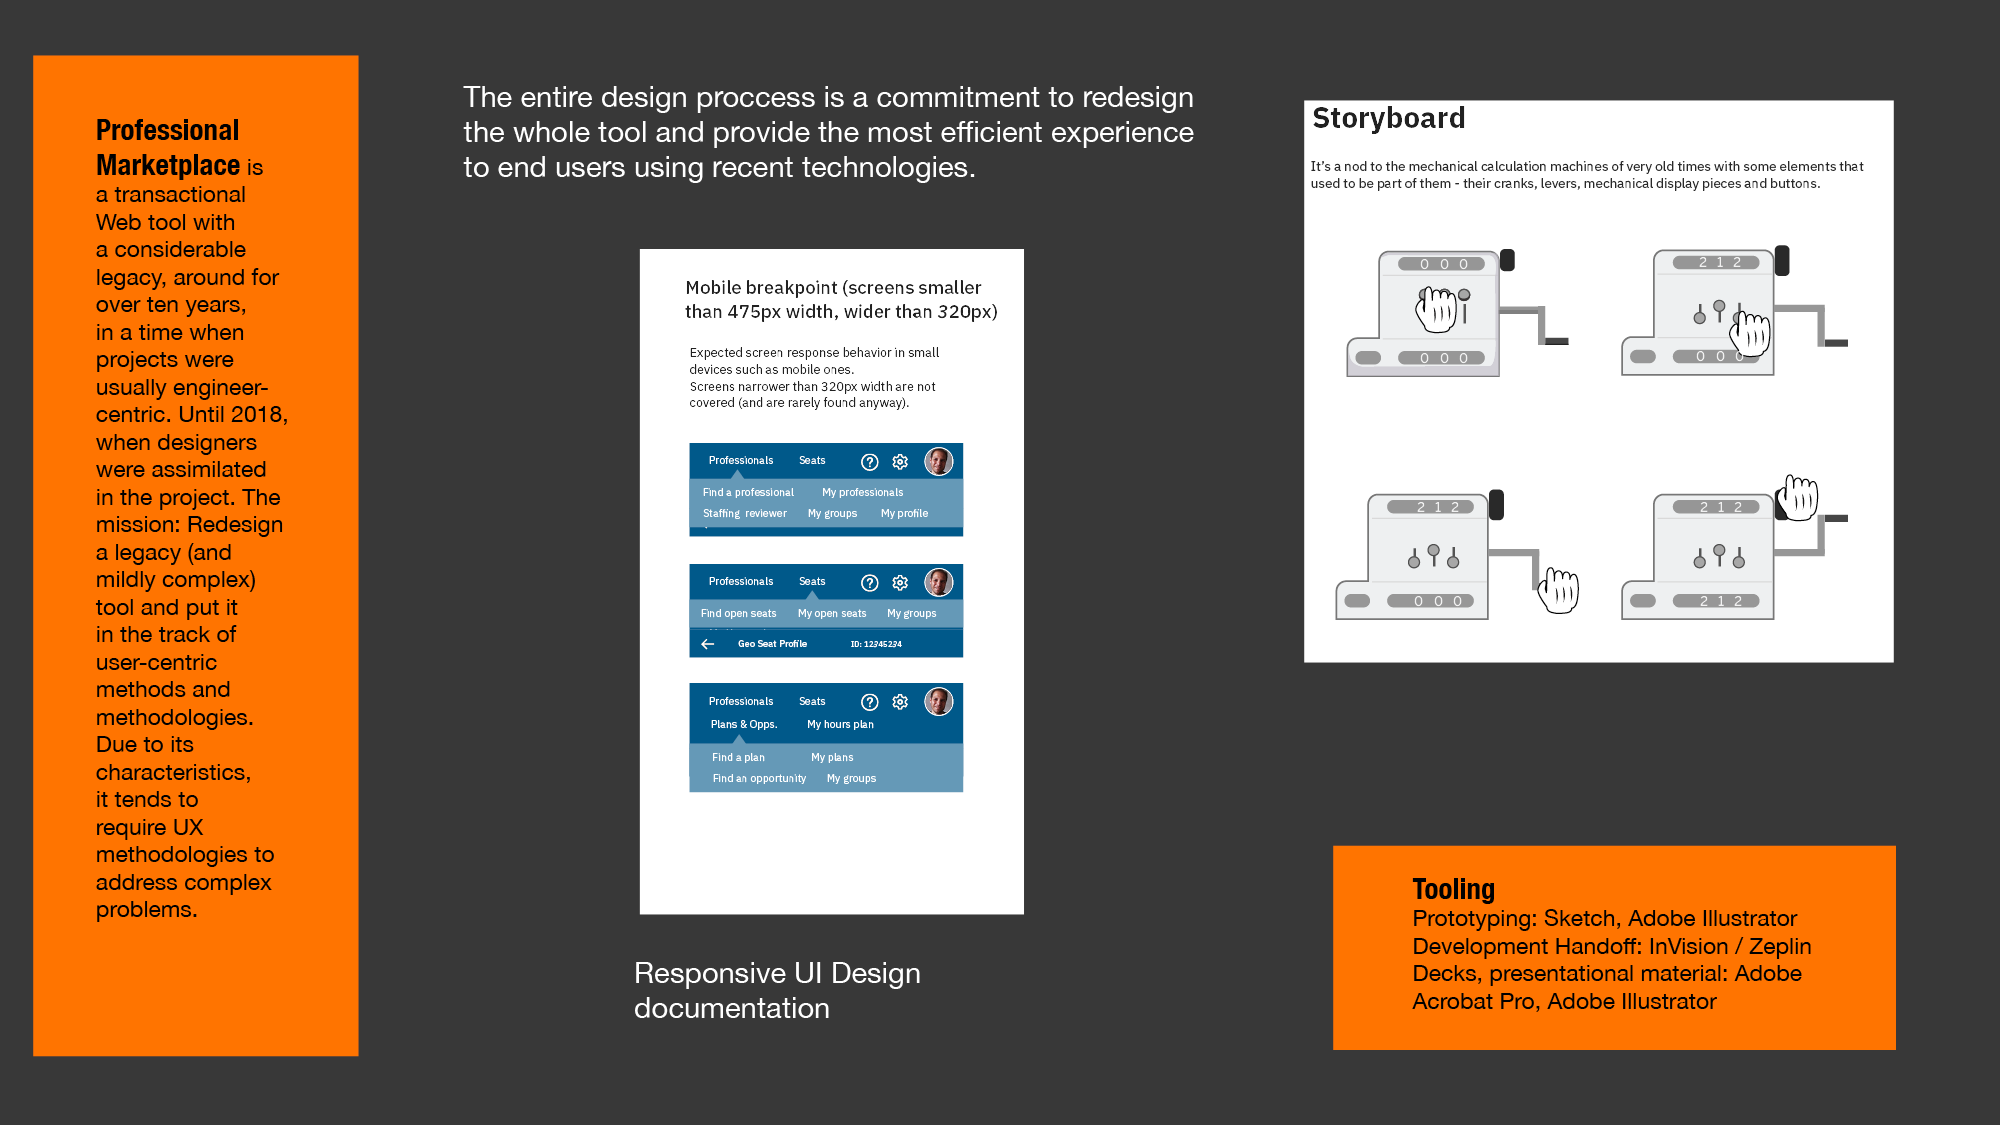 Professional
Marketplace is
a transactional
Web tool with
a considerable
legacy, around for
over ten years,
in a time when
projects were
usually engineer-
centric. Until 2018,
when designers
were assimilated
in the project. The
mission: Redesign
a legacy (and
mildly complex)
tool and put it
in the track of
user-centric
methods and
methodologies.
Due to its
characteristics,
it tends to
require UX
methodologies to
address complex
problems.
The entire design proccess is a commitment to redesign
the whole tool and provide the most efficient experience
to end users using recent technologies.
Mobile breakpoint (screens smaller
than 475px width, wider than 320px)
Expected screen response behavior in small
devices such as mobile ones.
Screens narrower than 320px width are not
covered (and are rarely found anyway).
Professionals Seats ?
Find a professional My professionals
Staffing reviewer My groups My profile
Professionals Seats ?
Find open seats My open seats My groups
Geo Seat Profile ID: 12345234
Professionals Seats ?
Plans & Opps. My hours plan
Find a plan My plans
Find an opportunity My groups
Responsive UI Design
documentation
Storyboard
It's a nod to the mechanical calculation machines of very old times with some elements that
used to be part of them - their cranks, levers, mechanical display pieces and buttons.
0 0 0
0 0 0
2 1 2
0 0 0
2 1 2
0 0 0
2 1 2
2 1 2
Tooling
Prototyping: Sketch, Adobe Illustrator
Development Handoff: InVision / Zeplin
Decks, presentational material: Adobe
Acrobat Pro, Adobe Illustrator